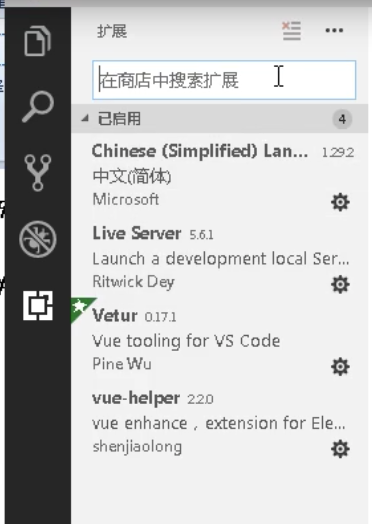 扩展
在商店中搜索扩展
已启用 4
Chinese (Simplified) Lan... 1.29.2
中文(简体)
Microsoft
Live Server 5.6.1
Launch a development local Ser...
Ritwick Dey
Vetur 0.17.1
Vue tooling for VS Code
Pine Wu
vue-helper 2.2.0
vue enhance , extension for Ele...
shenjiaolong